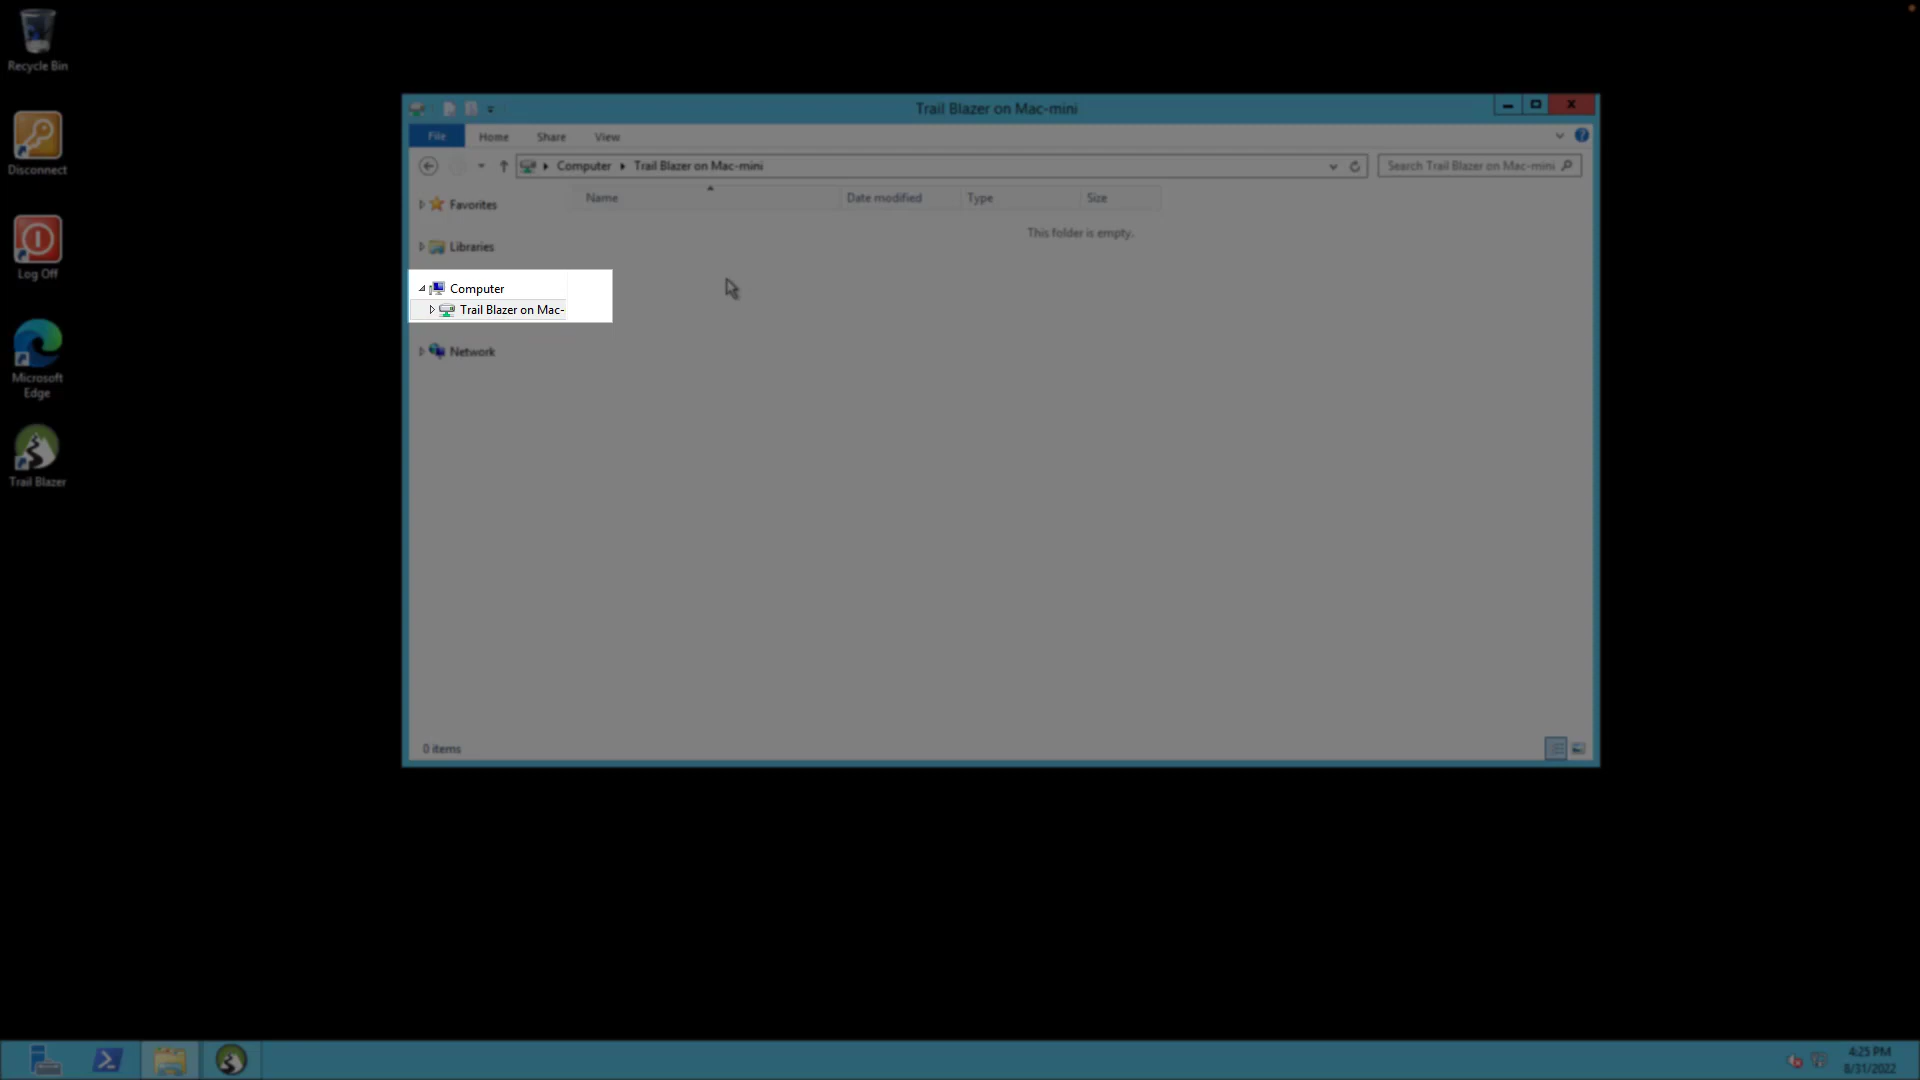 Recycle Bin
Disconnect
Log Off
Microsoft
Edge
Trail Blazer
Trail Blazer on Mac-mini
File
Home
Share
View
Computer
Trail Blazer on Mac-mini
Search Trail Blazer on Mac-mini
Favorites
Libraries
Computer
Trail Blazer on Mac-
Network
Name
Date modified
Type
Size
This folder is empty.
0 items
4:25 PM
8/31/2022